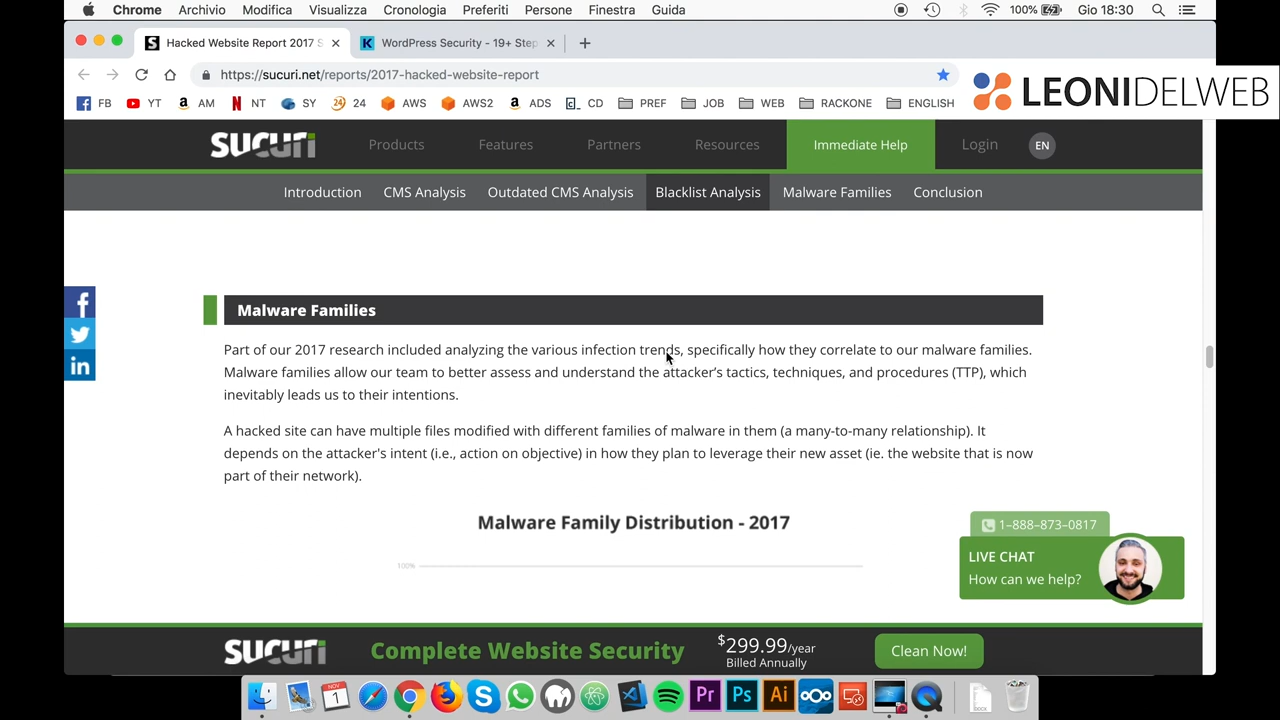 Chrome Archivio Modifica Visualizza Cronologia Preferiti Persone Finestra Guida 100% Gio 18:30
Hacked Website Report 2017 S WordPress Security - 19+ Step
https://sucuri.net/reports/2017-hacked-website-report
LEONIDELWEB
FB YT AM NT SY 24 AWS AWS2 ADS CD PREF JOB WEB RACKONE ENGLISH
SUCURI Products Features Partners Resources Immediate Help Login EN
Introduction CMS Analysis Outdated CMS Analysis Blacklist Analysis Malware Families Conclusion
Malware Families
Part of our 2017 research included analyzing the various infection trends, specifically how they correlate to our malware families.
Malware families allow our team to better assess and understand the attacker's tactics, techniques, and procedures (TTP), which
inevitably leads us to their intentions.
A hacked site can have multiple files modified with different families of malware in them (a many-to-many relationship). It
depends on the attacker's intent (i.e., action on objective) in how they plan to leverage their new asset (ie. the website that is now
part of their network).
Malware Family Distribution - 2017
1-888-873-0817
LIVE CHAT
How can we help?
100%
SUCURI Complete Website Security $299.99/year
Billed Annually
Clean Now!
NOV
1
Pr Ps Ai
DOCX